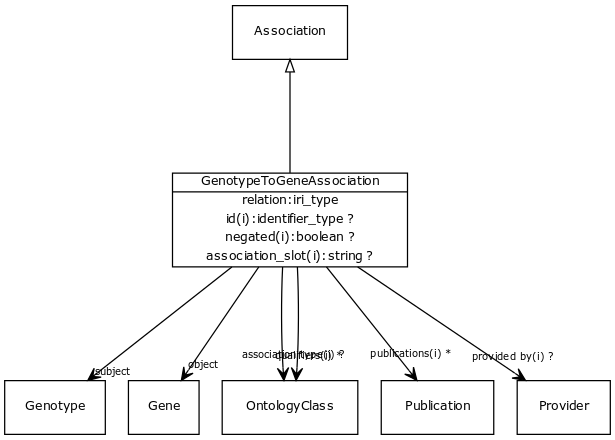 Association
GenotypeToGeneAssociation
relation:iri_type
id(i):identifier_type ?
negated(i):boolean ?
association_slot(i):string ?
subject
object
association type(i) ?
qualifiers(i) *
publications(i) *
provided by(i) ?
Genotype
Gene
OntologyClass
Publication
Provider